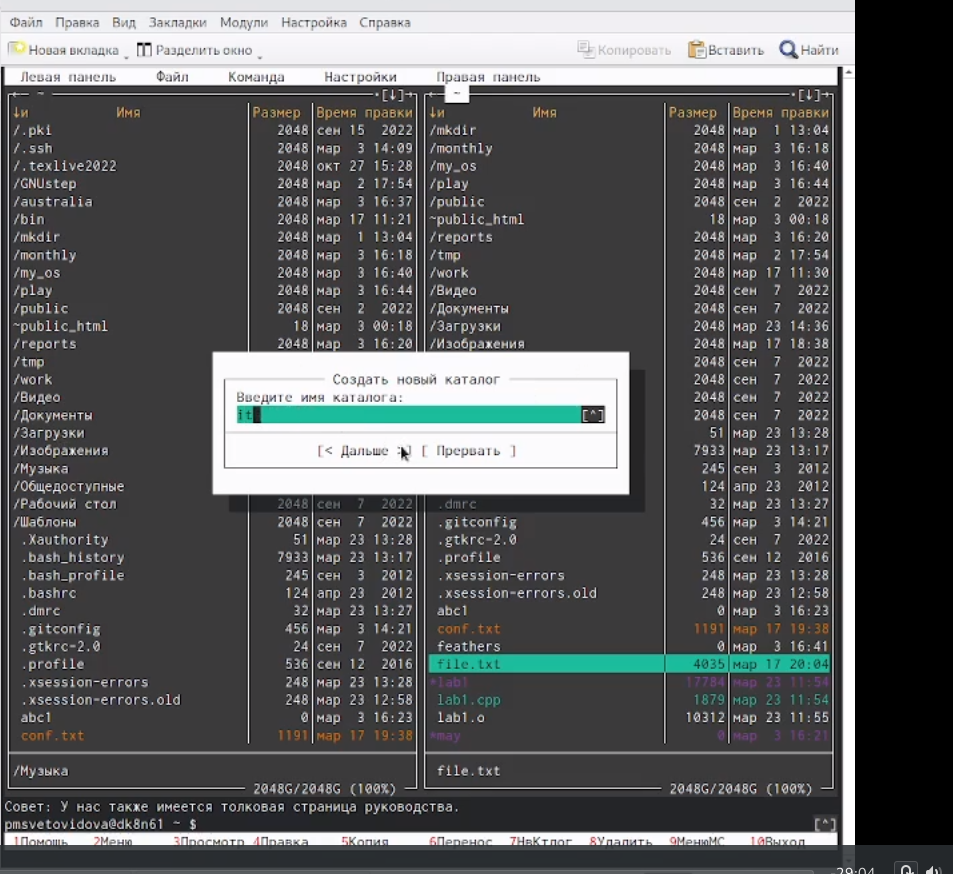 Файл Правка Вид Закладки Модули Настройка Справка
Новая вкладка Разделить окно Копировать Вставить Найти
Левая панель Файл Команда Настройки Правая панель
~ [↓] ~ [↓]
↓и Имя Размер Время правки ↓и Имя Размер Время правки
/.pki 2048 сен 15 2022 /mkdir 2048 мар 1 13:04
/.ssh 2048 мар 3 14:09 /monthly 2048 мар 3 16:18
/.texlive2022 2048 окт 27 15:28 /my_os 2048 мар 3 16:40
/GNUstep 2048 мар 2 17:54 /play 2048 мар 3 16:44
/australia 2048 мар 3 16:37 /public 2048 сен 2 2022
/bin 2048 мар 17 11:21 ~public_html 18 мар 3 00:18
/mkdir 2048 мар 1 13:04 /reports 2048 мар 3 16:20
/monthly 2048 мар 3 16:18 /tmp 2048 мар 2 17:54
/my_os 2048 мар 3 16:40 /work 2048 мар 17 11:30
/play 2048 мар 3 16:44 /Видео 2048 сен 7 2022
/public 2048 сен 2 2022 /Документы 2048 сен 7 2022
~public_html 18 мар 3 00:18 /Загрузки 2048 мар 23 14:36
/reports 2048 мар 3 16:20 /Изображения 2048 мар 17 18:38
/tmp 2048 сен 7 2022
/work 2048 сен 7 2022
/Видео 2048 сен 7 2022
/Документы 2048 сен 7 2022
/Загрузки 51 мар 23 13:28
/Изображения 7933 мар 23 13:17
/Музыка 245 сен 3 2012
/Общедоступные 124 апр 23 2012
Создать новый каталог
Введите имя каталога:
it [^]
[< Дальше >] [ Прервать ]
/Рабочий стол 2048 сен 7 2022 .dmrc 32 мар 23 13:27
/Шаблоны 2048 сен 7 2022 .gitconfig 456 мар 3 14:21
.Xauthority 51 мар 23 13:28 .gtkrc-2.0 24 сен 7 2022
.bash_history 7933 мар 23 13:17 .profile 536 сен 12 2016
.bash_profile 245 сен 3 2012 .xsession-errors 248 мар 23 13:28
.bashrc 124 апр 23 2012 .xsession-errors.old 248 мар 23 12:58
.dmrc 32 мар 23 13:27 abc1 0 мар 3 16:23
.gitconfig 456 мар 3 14:21 conf.txt 1191 мар 17 19:38
.gtkrc-2.0 24 сен 7 2022 feathers 0 мар 3 16:41
.profile 536 сен 12 2016 file.txt 4035 мар 17 20:04
.xsession-errors 248 мар 23 13:28 *lab1 17784 мар 23 11:54
.xsession-errors.old 248 мар 23 12:58 lab1.cpp 1879 мар 23 11:54
abc1 0 мар 3 16:23 lab1.o 10312 мар 23 11:55
conf.txt 1191 мар 17 19:38 *may 0 мар 3 16:21
/Музыка file.txt
2048G/2048G (100%) 2048G/2048G (100%)
Совет: У нас также имеется толковая страница руководства.
pmsvetovidova@dk8n61 ~ $ [^]
1Помощь 2Меню 3Просмотр 4Правка 5Копия 6Перенос 7НвКтлог 8Удалить 9МенюМС 10Выход
-29:04